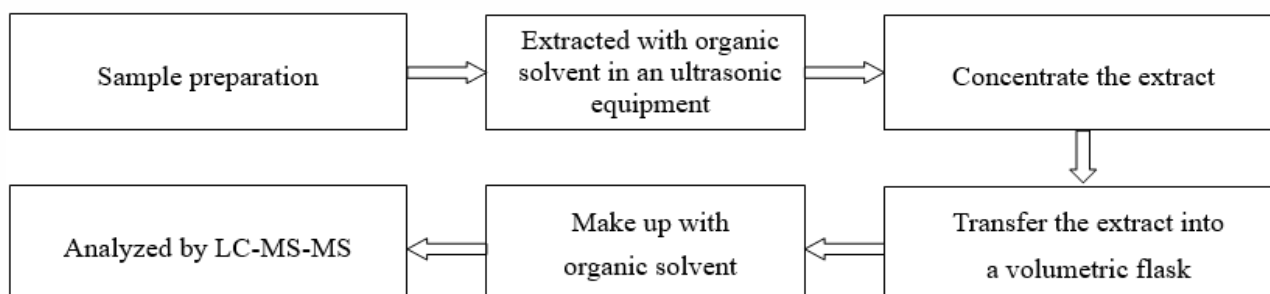 Sample preparation
Extracted with organic
solvent in an ultrasonic
equipment
Concentrate the extract
Transfer the extract into
a volumetric flask
Make up with
organic solvent
Analyzed by LC-MS-MS